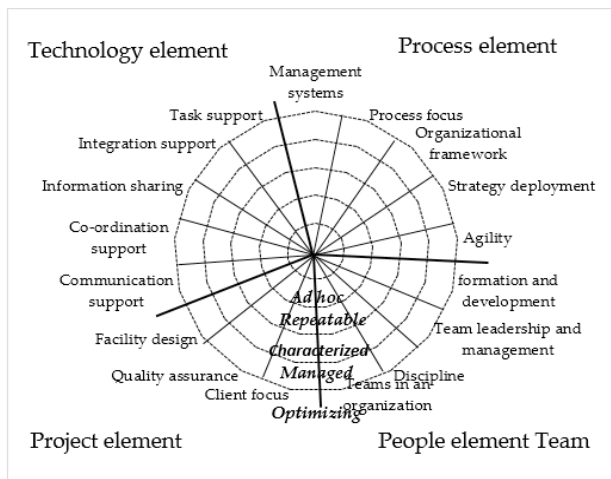 Technology element
Process element
Management
systems
Task support
Process focus
Integration support
Organizational
framework
Information sharing
Strategy deployment
Co-ordination
support
Agility
Communication
support
formation and
development
Ad hoc
Repeatable
Facility design
Team leadership and
management
Characterized
Quality assurance
Managed
Discipline
Client focus
Teams in an
organization
Optimizing
Project element
People element Team